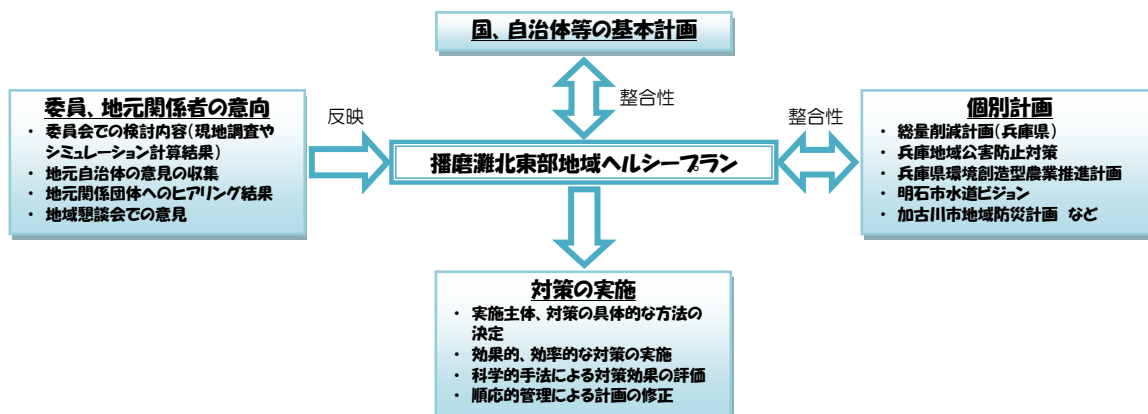 国、自治体等の基本計画
整合性
委員、地元関係者の意向
・ 委員会での検討内容(現地調査や
シミュレーション計算結果)
・ 地元自治体の意見の収集
・ 地元関係団体へのヒアリング結果
・ 地域懇談会での意見
反映
播磨灘北東部地域ヘルシープラン
整合性
個別計画
・ 総量削減計画(兵庫県)
・ 兵庫地域公害防止対策
・ 兵庫県環境創造型農業推進計画
・ 明石市水道ビジョン
・ 加古川市地域防災計画 など
対策の実施
・ 実施主体、対策の具体的な方法の
決定
・ 効果的、効率的な対策の実施
・ 科学的手法による対策効果の評価
・ 順応的管理による計画の修正